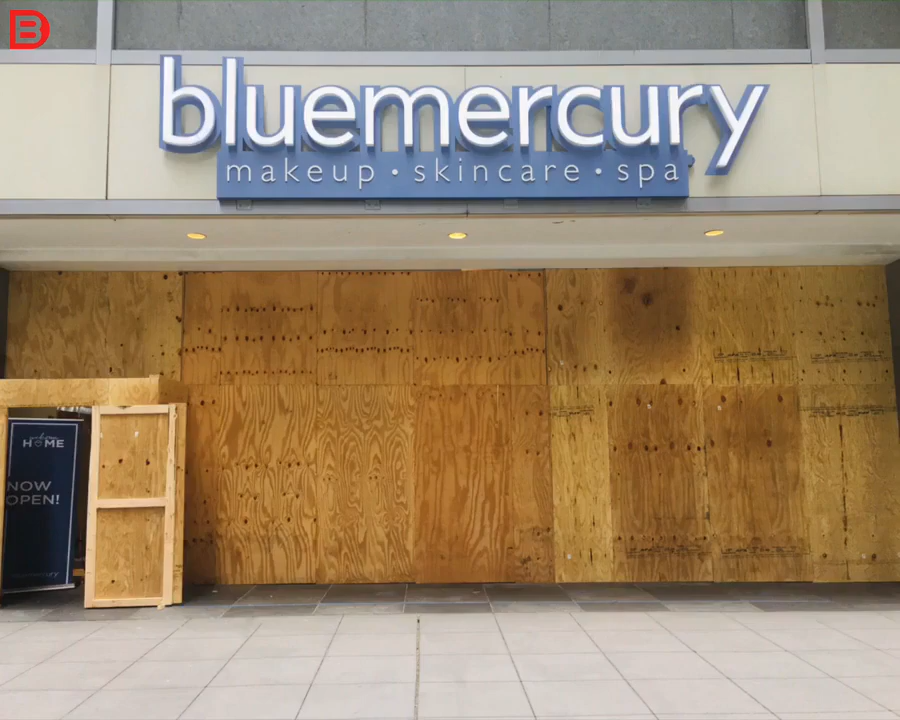 B
bluemercury
makeup · skincare · spa
HOME
NOW
OPEN!